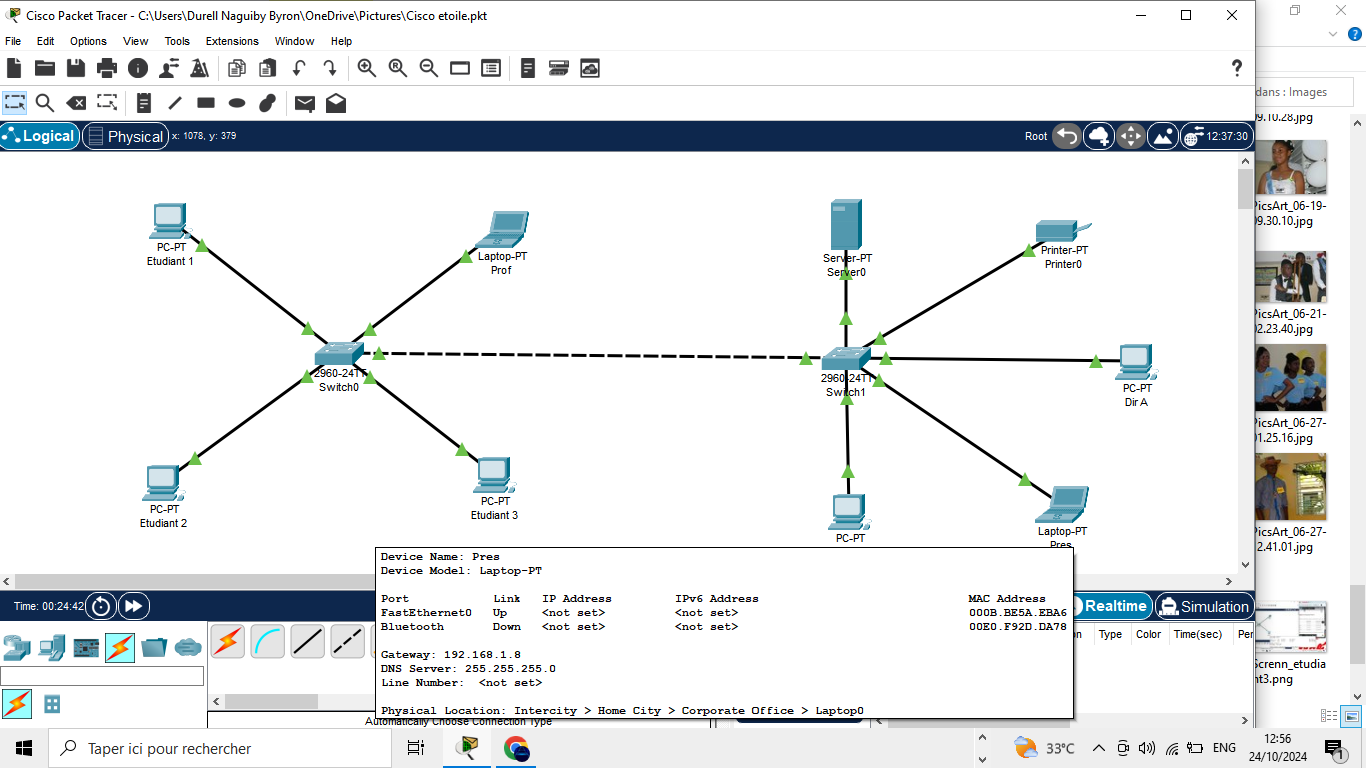 Cisco Packet Tracer - C:\Users\Durell Naguiby Byron\OneDrive\Pictures\Cisco etoile.pkt
File Edit Options View Tools Extensions Window Help
?
dans : Images
Logical Physical x: 1078, y: 379 Root 12:37:30
09.10.28.jpg
PC-PT
Etudiant 1
Laptop-PT
Prof
Server-PT
Server0
Printer-PT
Printer0
PicsArt_06-19-
09.30.10.jpg
2960-24TT
Switch0
2960-24TT
Switch1
PC-PT
Dir A
PicsArt_06-21-
02.23.40.jpg
PicsArt_06-27-
01.25.16.jpg
PC-PT
Etudiant 2
PC-PT
Etudiant 3
PC-PT
Laptop-PT
Pres
PicsArt_06-27-
12.41.01.jpg
Device Name: Pres
Device Model: Laptop-PT
Port Link IP Address IPv6 Address MAC Address
FastEthernet0 Up <not set> <not set> 000B.BE5A.EBA6
Bluetooth Down <not set> <not set> 00E0.F92D.DA78
Gateway: 192.168.1.8
DNS Server: 255.255.255.0
Line Number: <not set>
Physical Location: Intercity > Home City > Corporate Office > Laptop0
Time: 00:24:42
Realtime Simulation
Type Color Time(sec) Per
Screnn_etudia
nt3.png
Automatically Choose Connection Type
Taper ici pour rechercher
33°C
ENG
12:56
24/10/2024
1